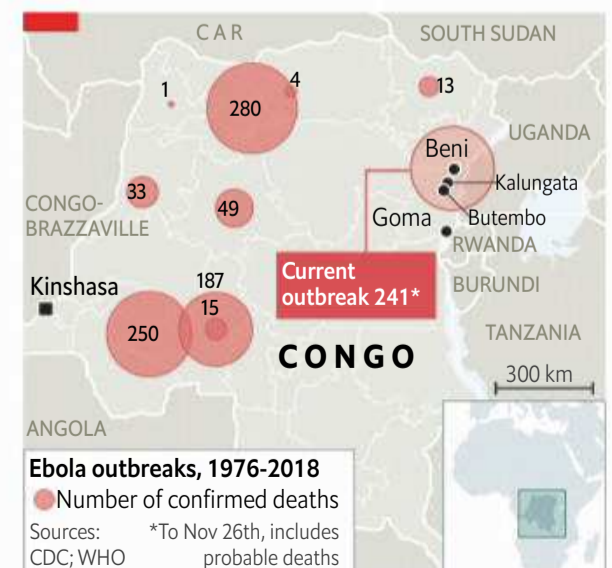 CAR
SOUTH SUDAN
1
4
13
280
UGANDA
Beni
33
Kalungata
CONGO-
BRAZZAVILLE
49
Goma
Butembo
RWANDA
Current
outbreak 241*
187
Kinshasa
15
BURUNDI
250
TANZANIA
CONGO
300 km
ANGOLA
Ebola outbreaks, 1976-2018
Number of confirmed deaths
Sources:
CDC; WHO
*To Nov 26th, includes
probable deaths